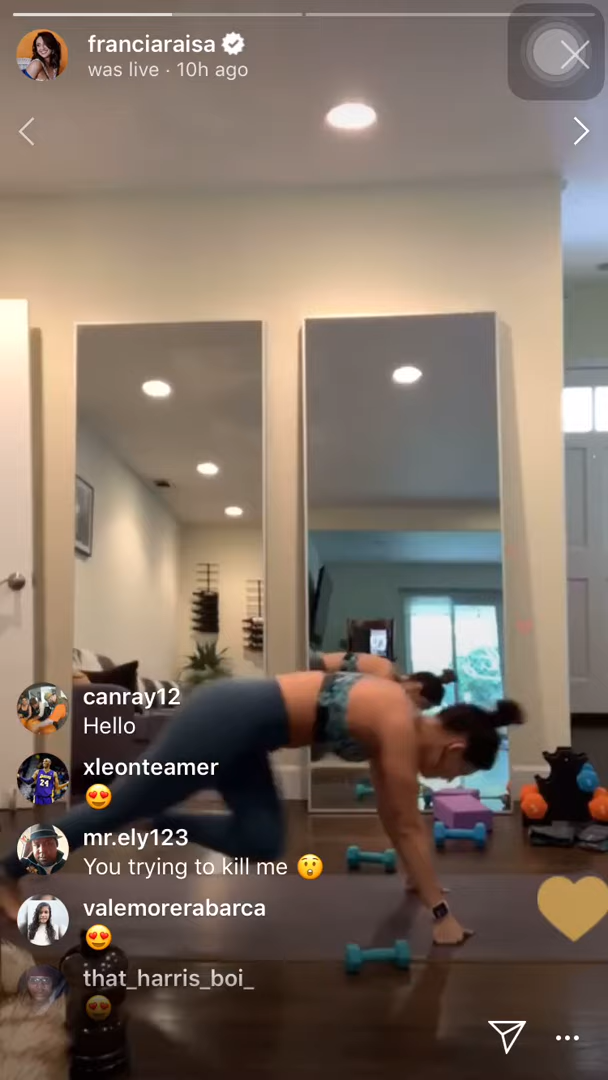 franciaraisa
was live · 10h ago
canray12
Hello
xleonteamer
😍
mr.ely123
You trying to kill me 😲
valemorerabarca
😍
that_harris_boi_
😍